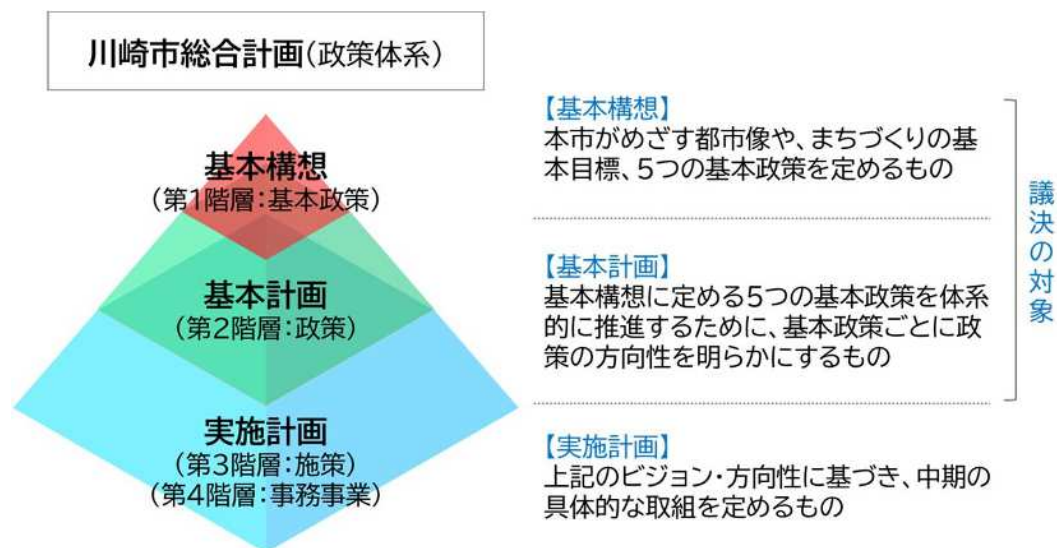 川崎市総合計画(政策体系)
基本構想
(第1階層:基本政策)
基本計画
(第2階層:政策)
実施計画
(第3階層:施策)
(第4階層:事務事業)
【基本構想】
本市がめざす都市像や、まちづくりの基
本目標、5つの基本政策を定めるもの
【基本計画】
基本構想に定める5つの基本政策を体系
的に推進するために、基本政策ごとに政
策の方向性を明らかにするもの
【実施計画】
上記のビジョン・方向性に基づき、中期の
具体的な取組を定めるもの
議決の対象